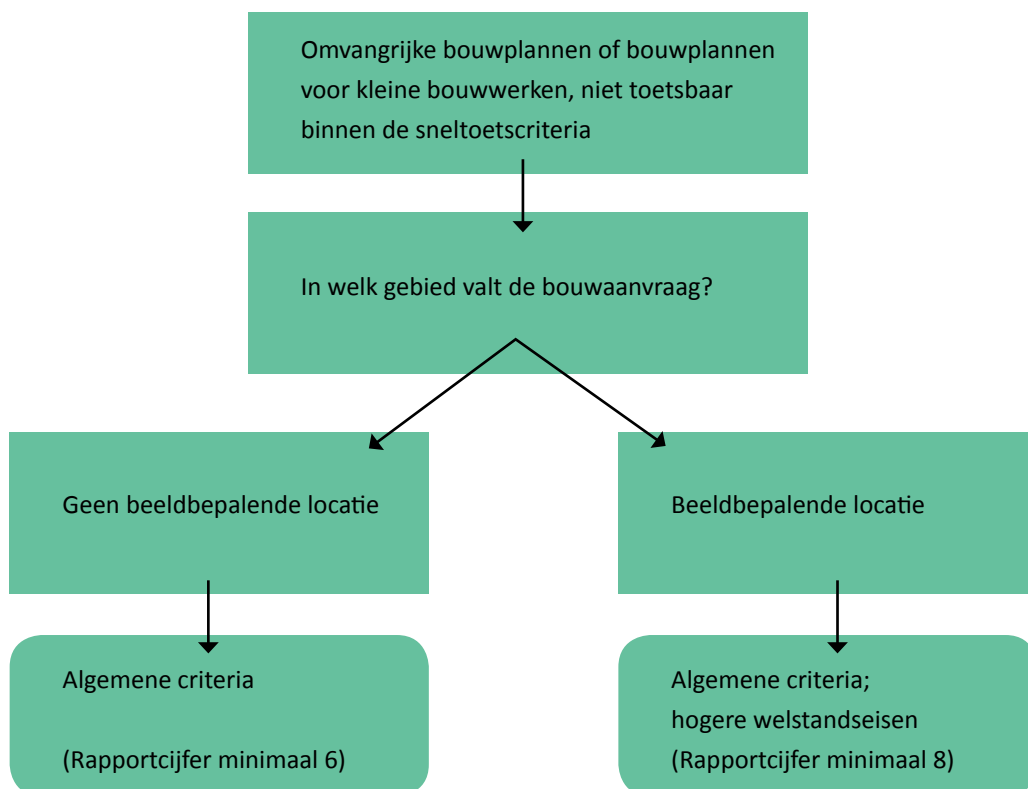 Omvangrijke bouwplannen of bouwplannen
voor kleine bouwwerken, niet toetsbaar
binnen de sneltoetscriteria
In welk gebied valt de bouwaanvraag?
Geen beeldbepalende locatie
Beeldbepalende locatie
Algemene criteria
(Rapportcijfer minimaal 6)
Algemene criteria;
hogere welstandseisen
(Rapportcijfer minimaal 8)